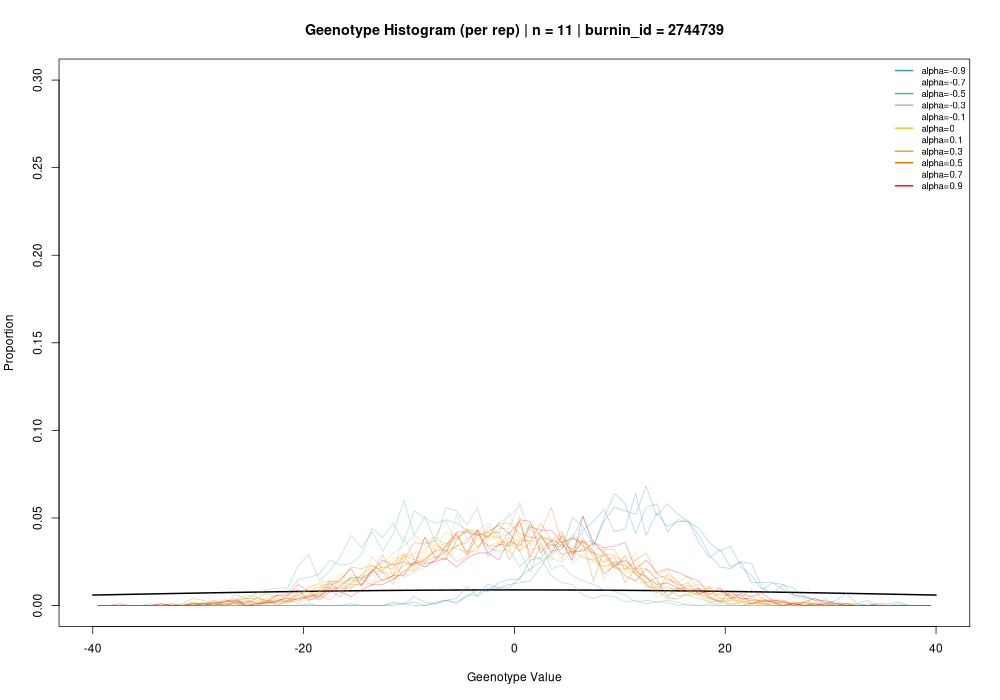 Geenotype Histogram (per rep) | n = 11 | burnin_id = 2744739
alpha=-0.9
alpha=-0.7
alpha=-0.5
alpha=-0.3
alpha=-0.1
alpha=0
alpha=0.1
alpha=0.3
alpha=0.5
alpha=0.7
alpha=0.9
Proportion
0.30
0.25
0.20
0.15
0.10
0.05
0.00
-40 -20 0 20 40
Geenotype Value